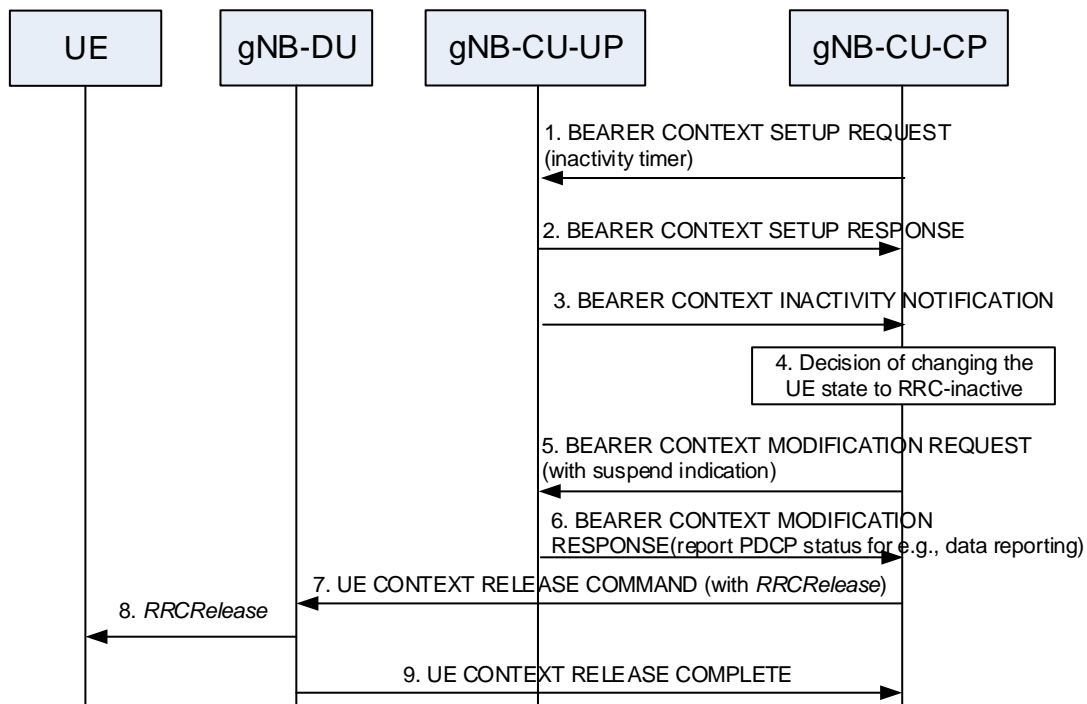 UE
gNB-DU
gNB-CU-UP
gNB-CU-CP
1. BEARER CONTEXT SETUP REQUEST
(inactivity timer)
2. BEARER CONTEXT SETUP RESPONSE
3. BEARER CONTEXT INACTIVITY NOTIFICATION
4. Decision of changing the
UE state to RRC-inactive
5. BEARER CONTEXT MODIFICATION REQUEST
(with suspend indication)
6. BEARER CONTEXT MODIFICATION
RESPONSE(report PDCP status for e.g., data reporting)
7. UE CONTEXT RELEASE COMMAND (with RRCRelease)
8. RRCRelease
9. UE CONTEXT RELEASE COMPLETE